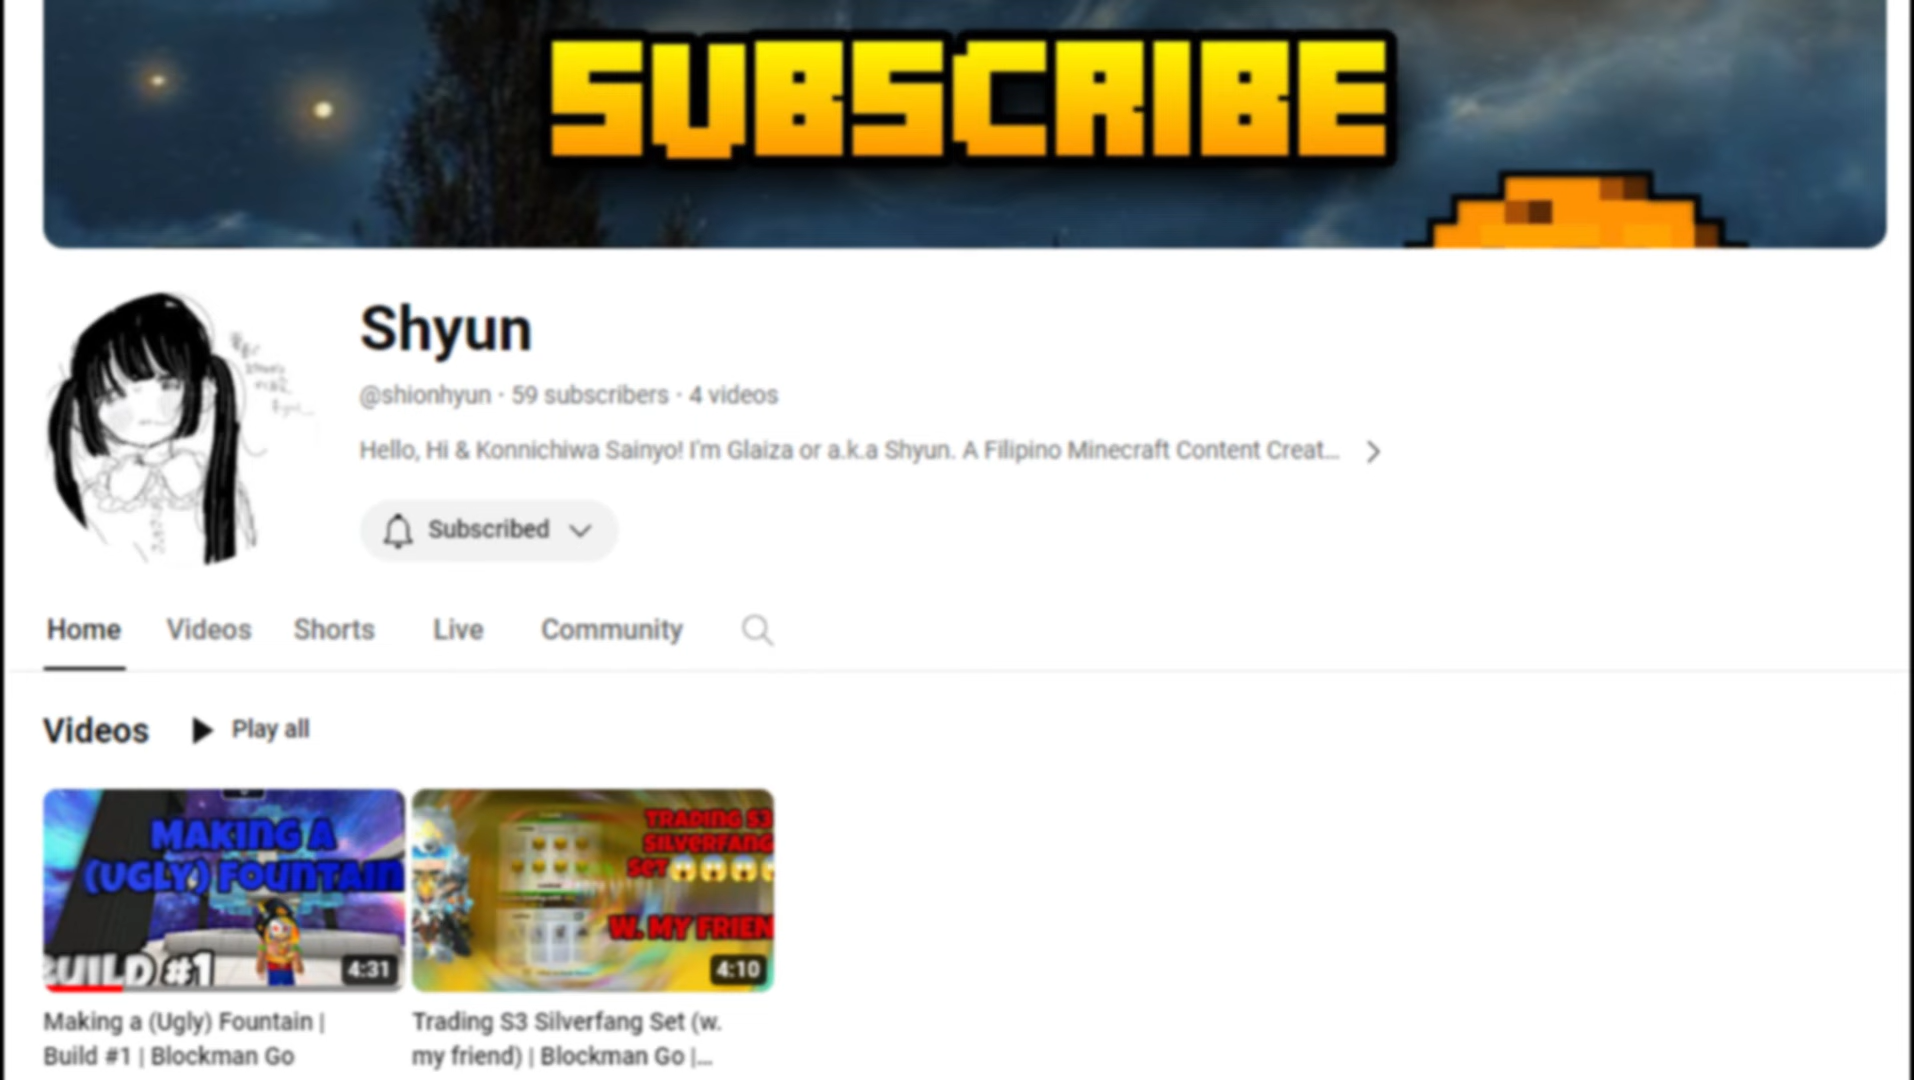 SUBSCRIBE
Shyun
@shionhyun · 59 subscribers · 4 videos
Hello, Hi & Konnichiwa Sainyo! I'm Glaiza or a.k.a Shyun. A Filipino Minecraft Content Creat...
Subscribed
Home Videos Shorts Live Community
Videos Play all
MAKING A
(UGLY) FOUNTAIN
BUILD #1
4:31
TRADING S3
SILVERFANG
SET
W. MY FRIEN
4:10
Making a (Ugly) Fountain |
Build #1 | Blockman Go
Trading S3 Silverfang Set (w.
my friend) | Blockman Go |...